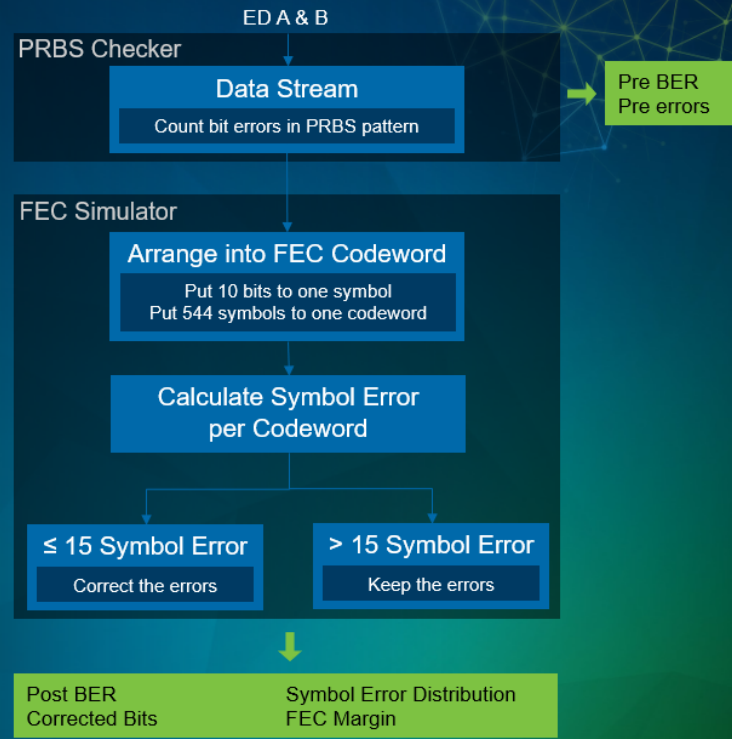 ED A & B
PRBS Checker
Data Stream
Count bit errors in PRBS pattern
Pre BER
Pre errors
FEC Simulator
Arrange into FEC Codeword
Put 10 bits to one symbol
Put 544 symbols to one codeword
Calculate Symbol Error
per Codeword
≤ 15 Symbol Error
Correct the errors
> 15 Symbol Error
Keep the errors
Post BER
Corrected Bits
Symbol Error Distribution
FEC Margin